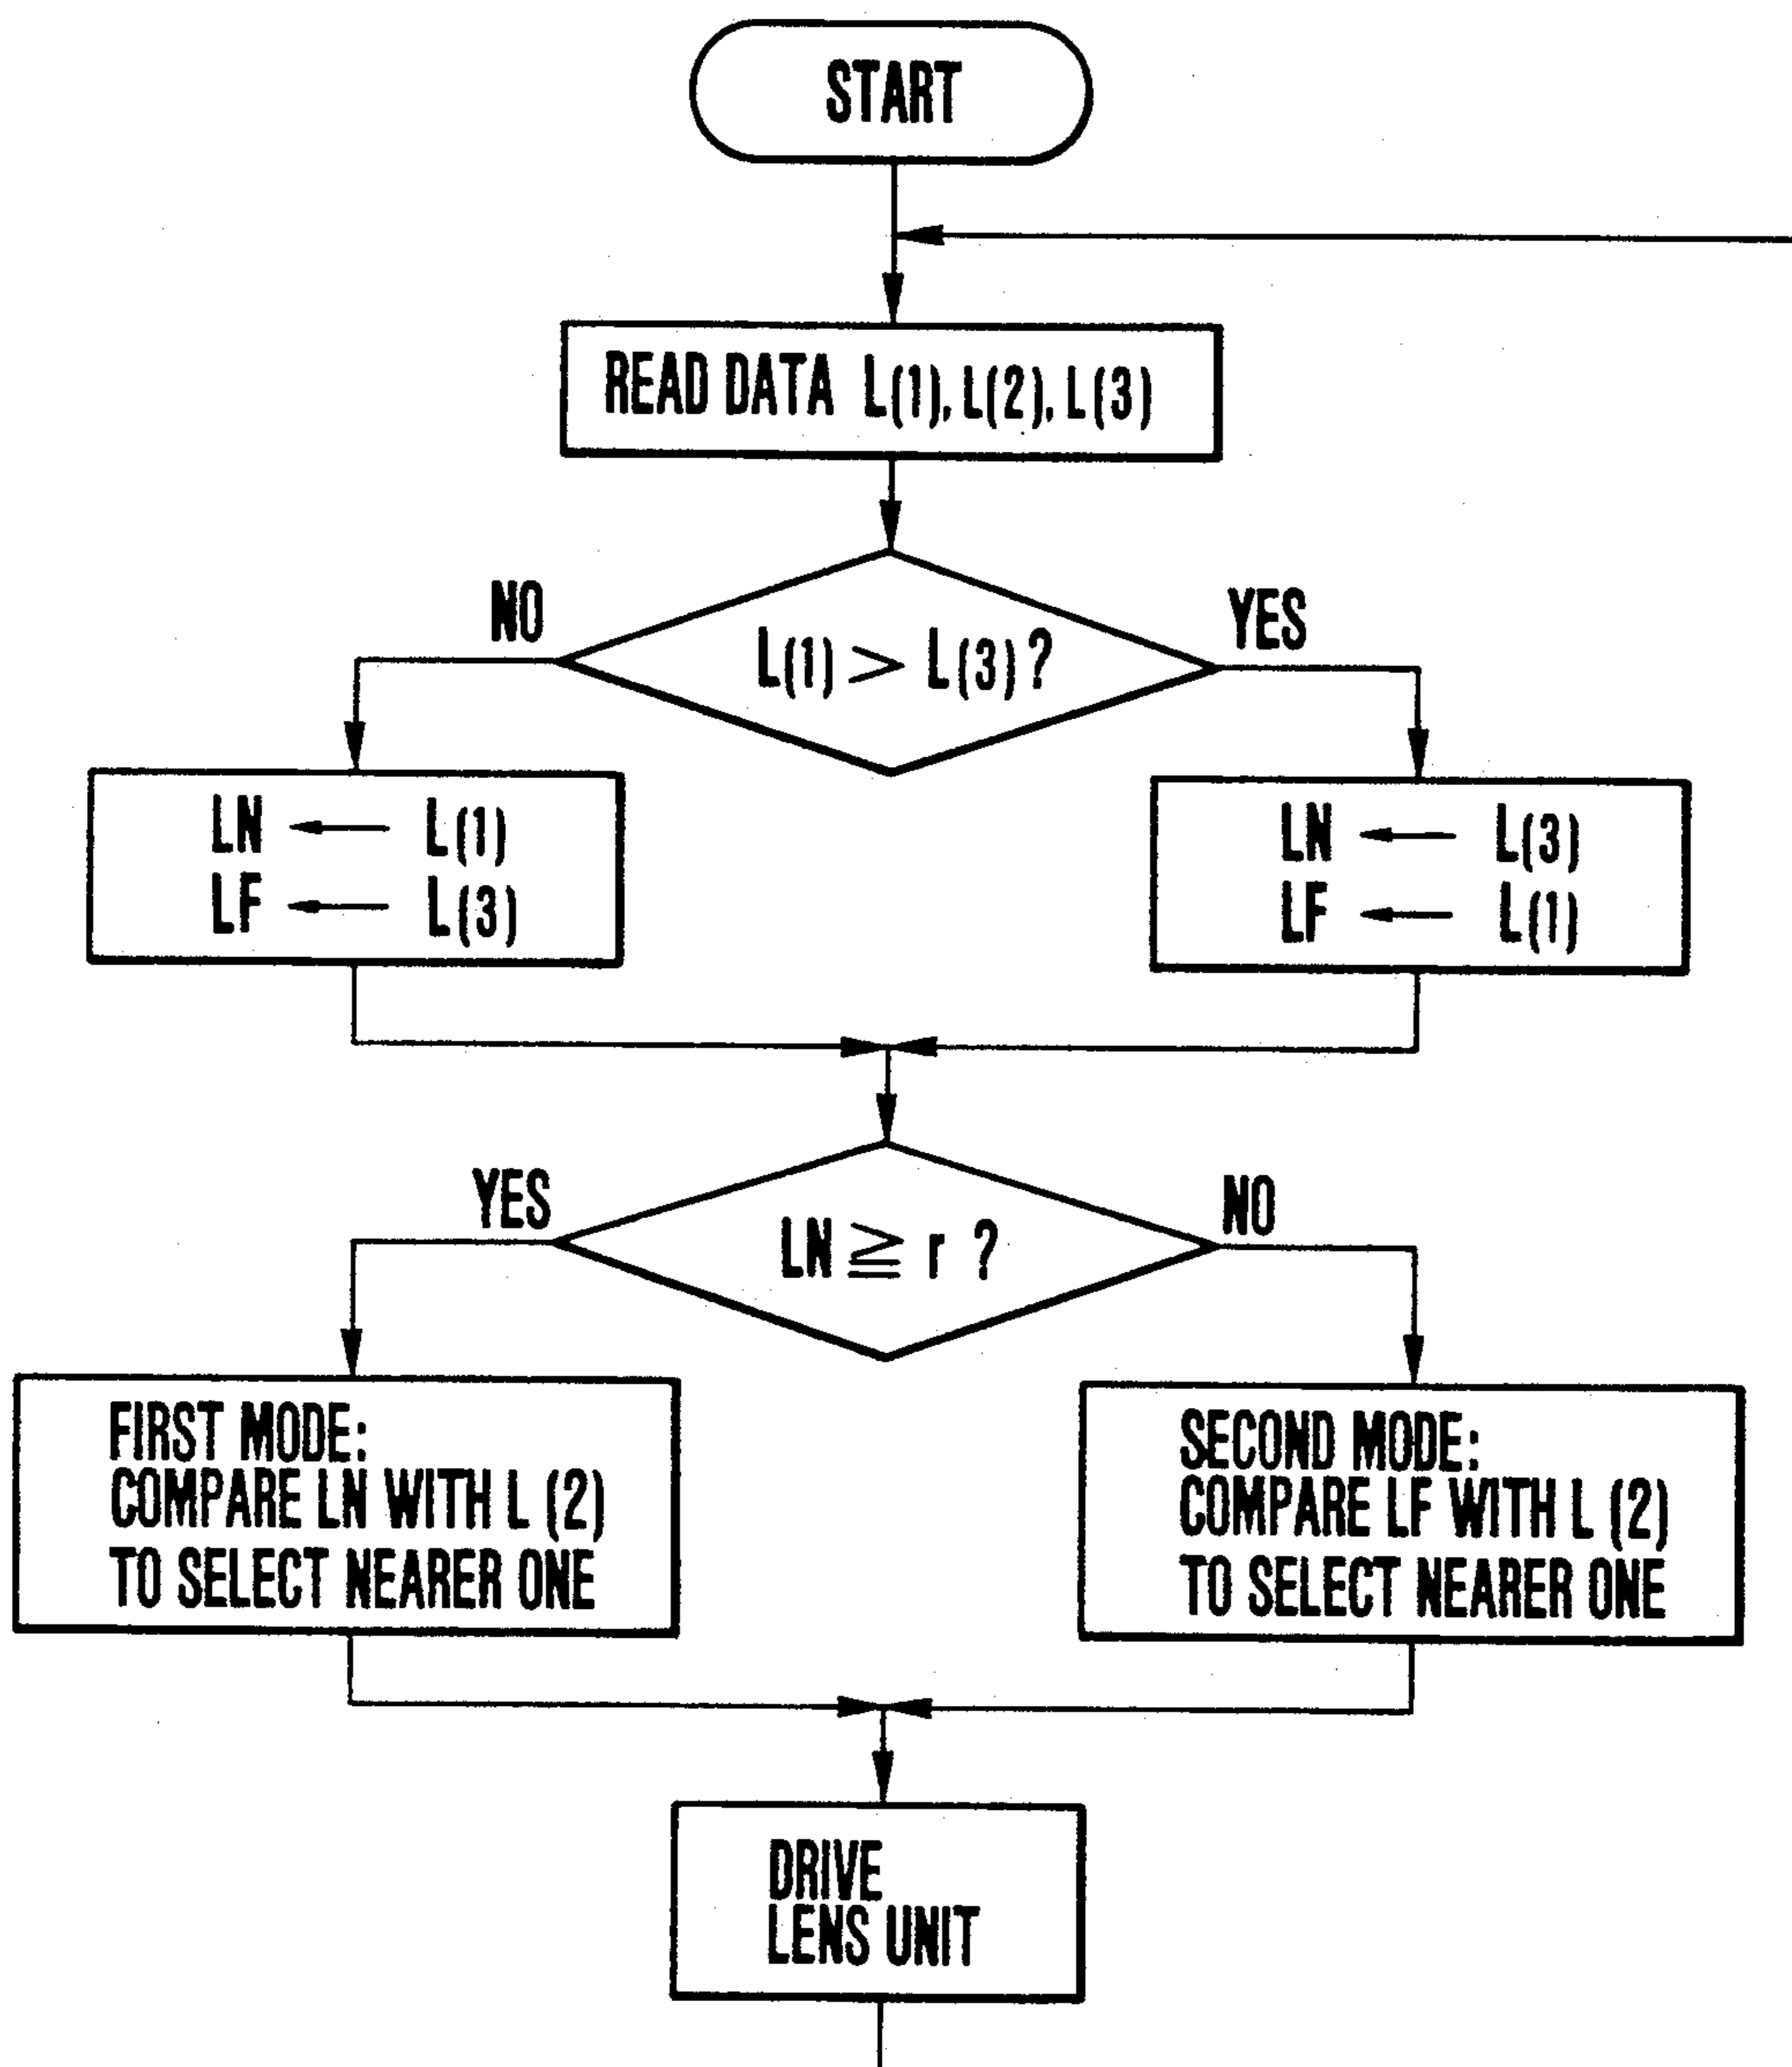 START
READ DATA L(1), L(2), L(3)
NO
YES
L(1) > L(3) ?
LN ← L(1)
LF ← L(3)
LN ← L(3)
LF ← L(1)
YES
NO
LN ≧ r ?
FIRST MODE:
COMPARE LN WITH L (2)
TO SELECT NEARER ONE
SECOND MODE:
COMPARE LF WITH L (2)
TO SELECT NEARER ONE
DRIVE
LENS UNIT